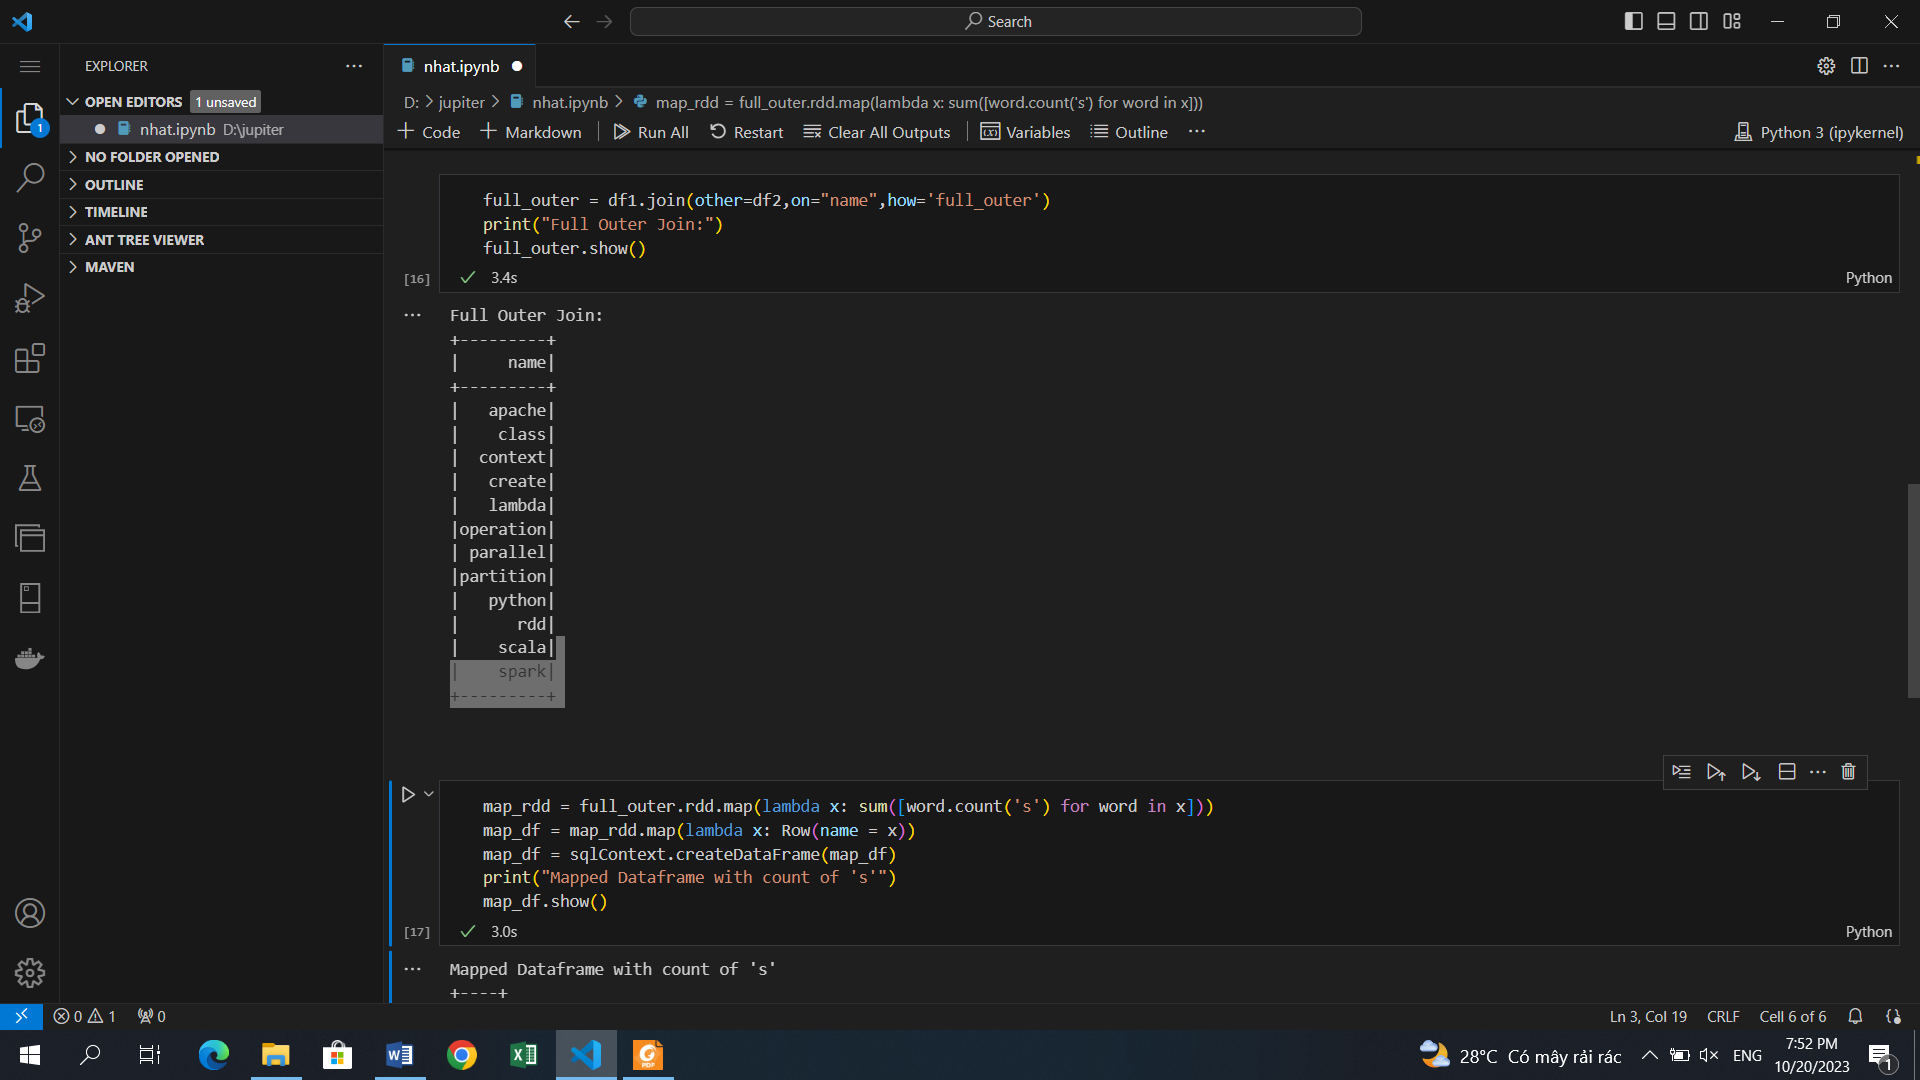 Search
EXPLORER
nhat.ipynb
OPEN EDITORS 1 unsaved
D: > jupiter > nhat.ipynb > map_rdd = full_outer.rdd.map(lambda x: sum([word.count('s') for word in x]))
1
nhat.ipynb D:\jupiter
+ Code + Markdown Run All Restart Clear All Outputs Variables Outline ... Python 3 (ipykernel)
NO FOLDER OPENED
OUTLINE
TIMELINE
ANT TREE VIEWER
MAVEN
full_outer = df1.join(other=df2,on="name",how='full_outer')
print("Full Outer Join:")
full_outer.show()
[16] 3.4s Python
Full Outer Join:
+---------+
|     name|
+---------+
|   apache|
|    class|
|  context|
|   create|
|   lambda|
|operation|
| parallel|
|partition|
|   python|
|      rdd|
|    scala|
|    spark|
+---------+
map_rdd = full_outer.rdd.map(lambda x: sum([word.count('s') for word in x]))
map_df = map_rdd.map(lambda x: Row(name = x))
map_df = sqlContext.createDataFrame(map_df)
print("Mapped Dataframe with count of 's'")
map_df.show()
[17] 3.0s Python
Mapped Dataframe with count of 's'
+----+
0 1 0 Ln 3, Col 19 CRLF Cell 6 of 6
28°C Có mây rải rác ENG 7:52 PM
10/20/2023
1
PDF